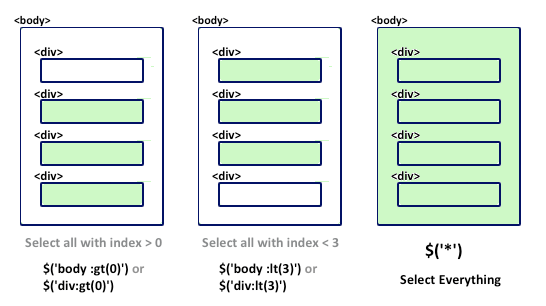 <body>
<div>
<div>
<div>
<div>
Select all with index > 0
$('body :gt(0)') or
$('div:gt(0)')
<body>
<div>
<div>
<div>
<div>
Select all with index < 3
$('body :lt(3)') or
$('div:lt(3)')
<body>
<div>
<div>
<div>
<div>
$('*')
Select Everything